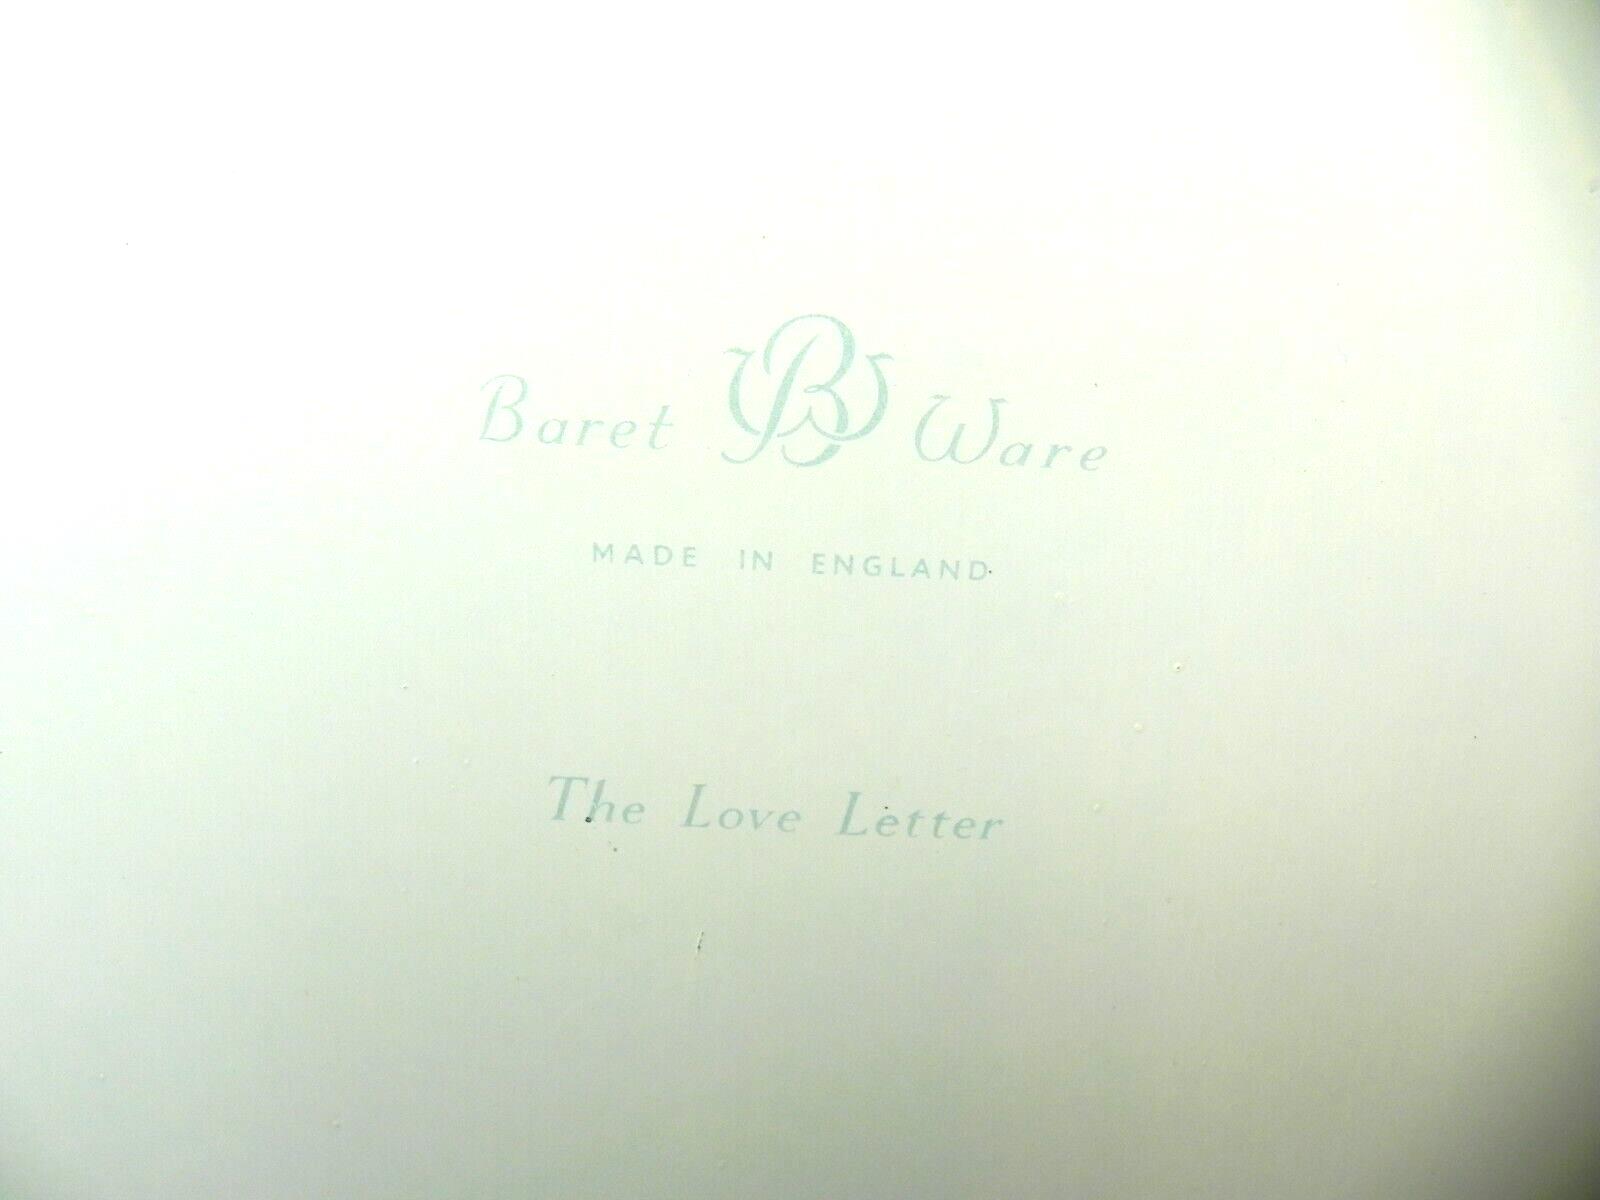 Baret BW Ware
MADE IN ENGLAND
The Love Letter